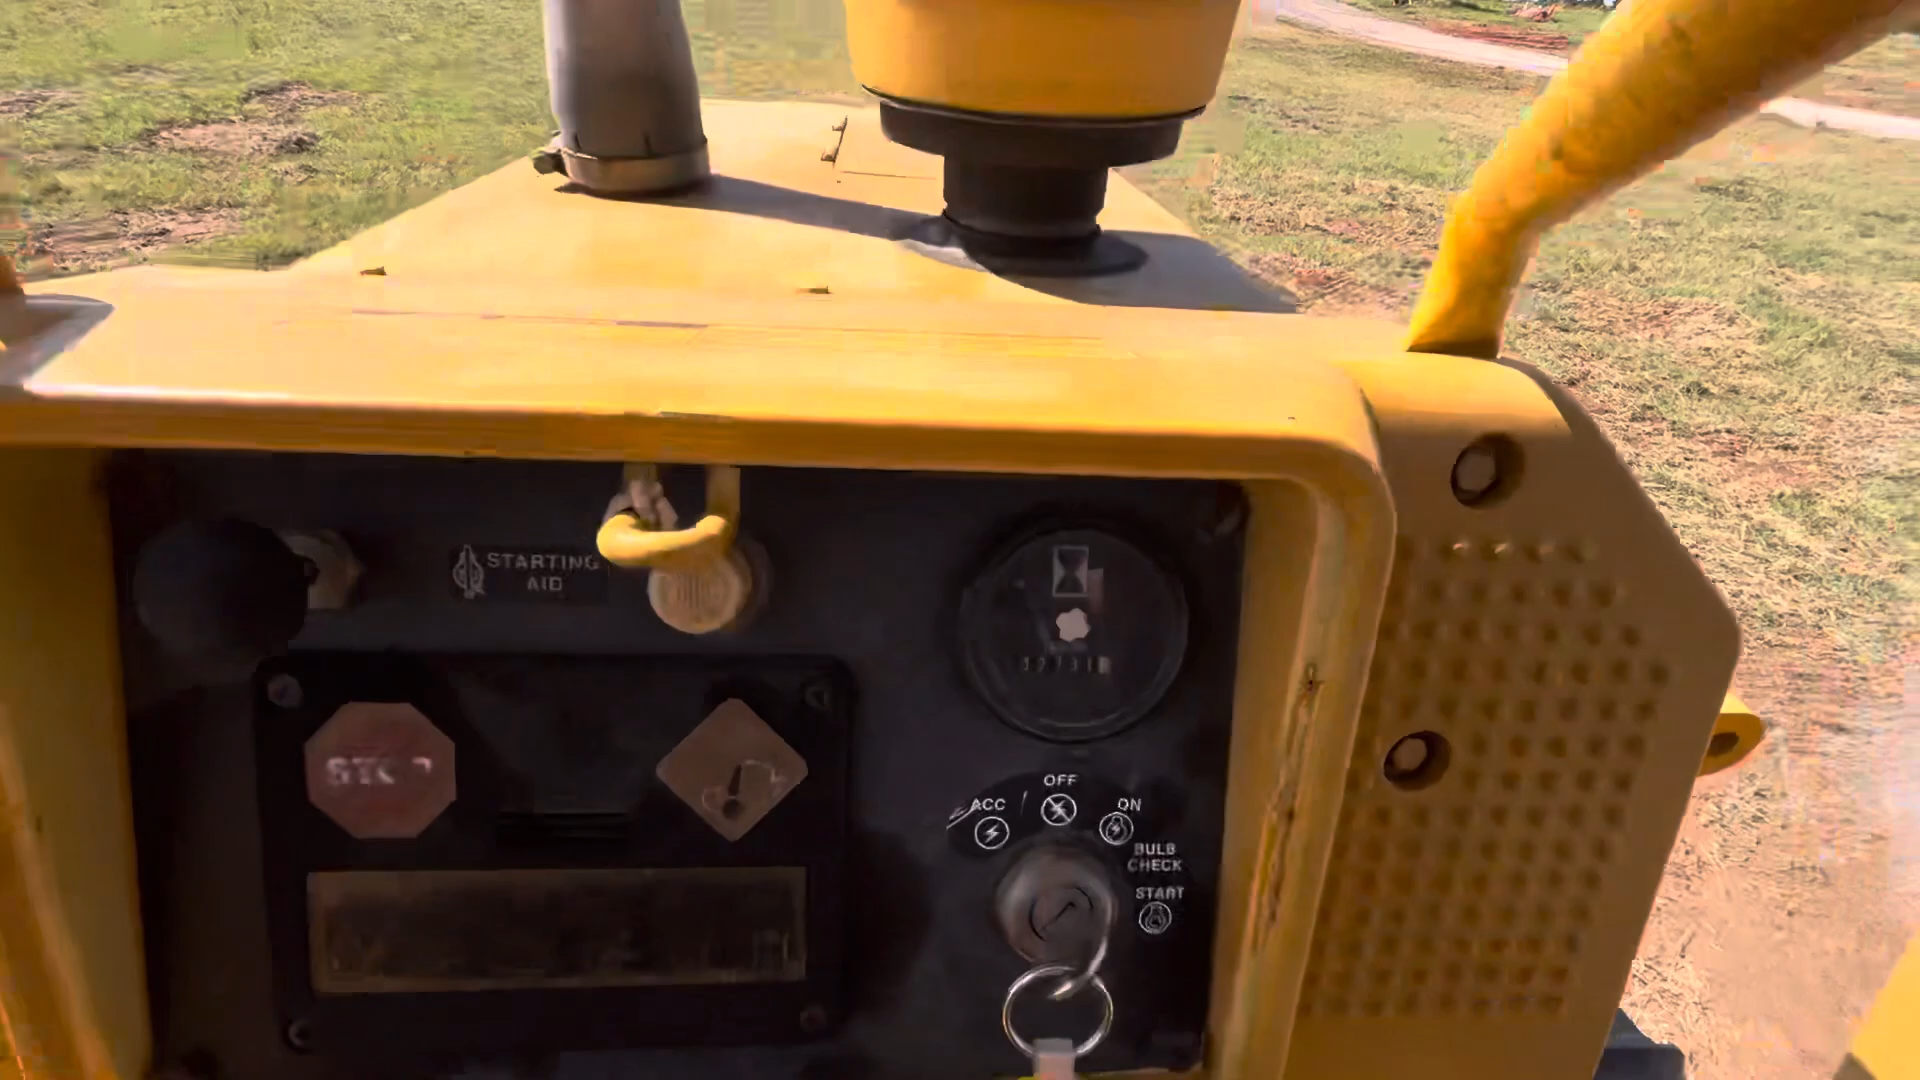 STARTING
AID
OFF
ACC
ON
BULB
CHECK
START